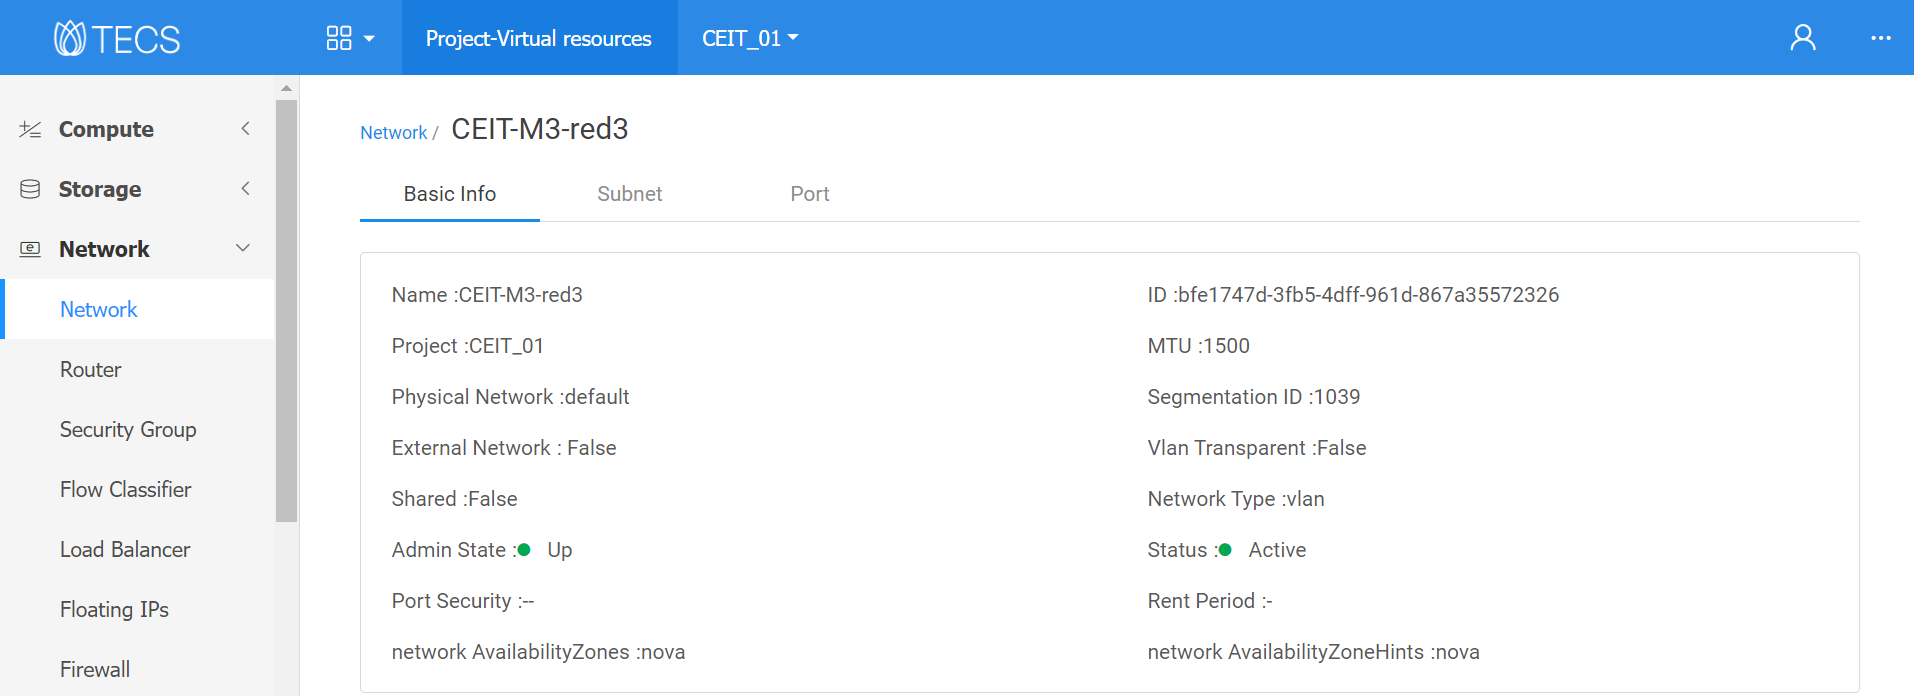 TECS
Project-Virtual resources
CEIT_01
Compute
Storage
Network
Network
Router
Security Group
Flow Classifier
Load Balancer
Floating IPs
Firewall
Network / CEIT-M3-red3
Basic Info Subnet Port
Name :CEIT-M3-red3
ID :bfe1747d-3fb5-4dff-961d-867a35572326
Project :CEIT_01
MTU :1500
Physical Network :default
Segmentation ID :1039
External Network : False
Vlan Transparent :False
Shared :False
Network Type :vlan
Admin State : Up
Status : Active
Port Security :--
Rent Period :-
network AvailabilityZones :nova
network AvailabilityZoneHints :nova